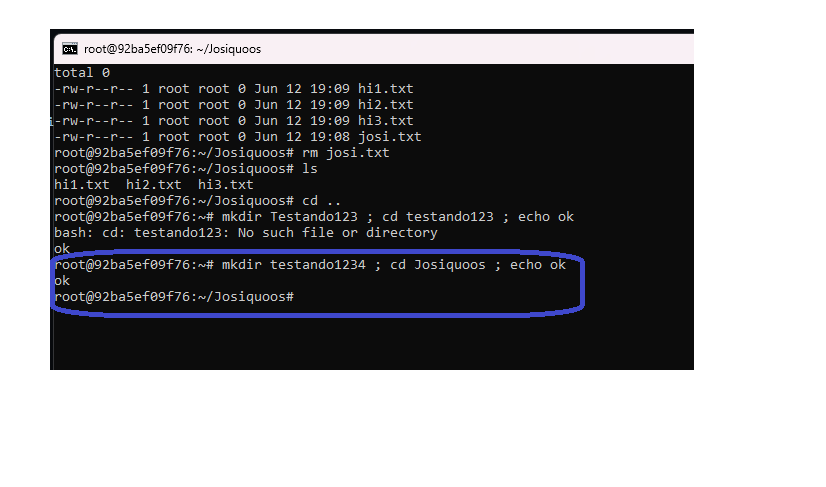 root@92ba5ef09f76: ~/Josiquoos
total 0
-rw-r--r-- 1 root root 0 Jun 12 19:09 hi1.txt
-rw-r--r-- 1 root root 0 Jun 12 19:09 hi2.txt
-rw-r--r-- 1 root root 0 Jun 12 19:09 hi3.txt
-rw-r--r-- 1 root root 0 Jun 12 19:08 josi.txt
root@92ba5ef09f76:~/Josiquoos# rm josi.txt
root@92ba5ef09f76:~/Josiquoos# ls
hi1.txt  hi2.txt  hi3.txt
root@92ba5ef09f76:~/Josiquoos# cd ..
root@92ba5ef09f76:~# mkdir Testando123 ; cd testando123 ; echo ok
bash: cd: testando123: No such file or directory
ok
root@92ba5ef09f76:~# mkdir testando1234 ; cd Josiquoos ; echo ok
ok
root@92ba5ef09f76:~/Josiquoos#